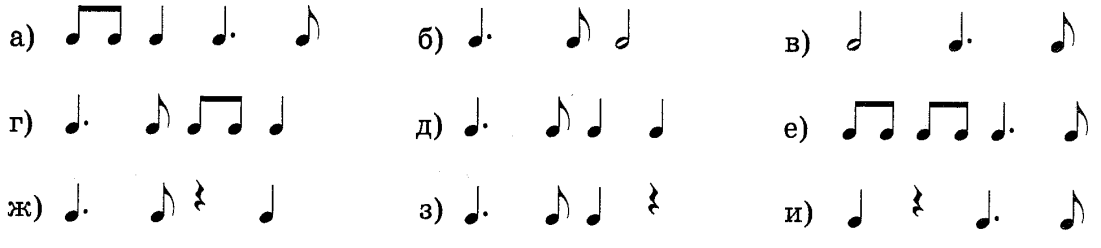 а) б) в)
г) д) е)
ж) з) и)